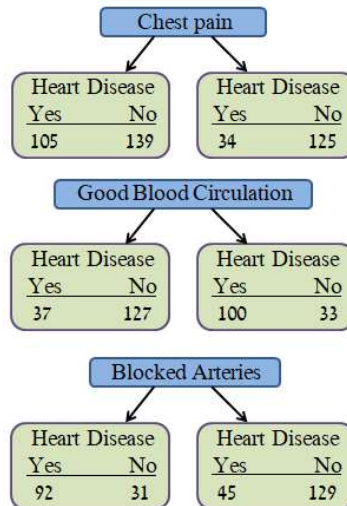 Chest pain
Heart Disease
Yes No
105 139
Heart Disease
Yes No
34 125
Good Blood Circulation
Heart Disease
Yes No
37 127
Heart Disease
Yes No
100 33
Blocked Arteries
Heart Disease
Yes No
92 31
Heart Disease
Yes No
45 129